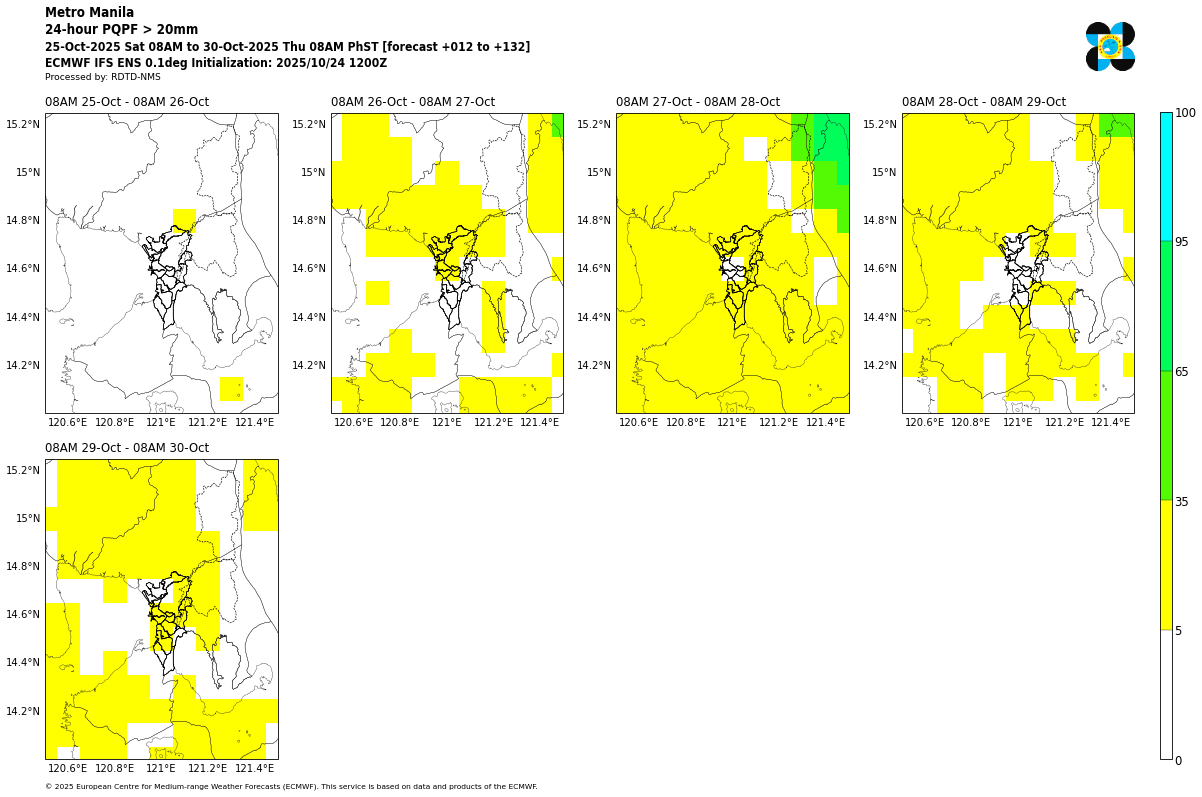 Metro Manila
24-hour PQPF > 20mm
25-Oct-2025 Sat 08AM to 30-Oct-2025 Thu 08AM PhST [forecast +012 to +132]
ECMWF IFS ENS 0.1deg Initialization: 2025/10/24 1200Z
Processed by: RDTD-NMS
08AM 25-Oct - 08AM 26-Oct
08AM 26-Oct - 08AM 27-Oct
08AM 27-Oct - 08AM 28-Oct
08AM 28-Oct - 08AM 29-Oct
15.2°N 15.2°N 15.2°N 15.2°N
15°N 15°N 15°N 15°N
14.8°N 14.8°N 14.8°N 14.8°N
14.6°N 14.6°N 14.6°N 14.6°N
14.4°N 14.4°N 14.4°N 14.4°N
14.2°N 14.2°N 14.2°N 14.2°N
120.6°E 120.8°E 121°E 121.2°E 121.4°E 120.6°E 120.8°E 121°E 121.2°E 121.4°E 120.6°E 120.8°E 121°E 121.2°E 121.4°E 120.6°E 120.8°E 121°E 121.2°E 121.4°E
100
95
65
35
5
0
08AM 29-Oct - 08AM 30-Oct
15.2°N
15°N
14.8°N
14.6°N
14.4°N
14.2°N
120.6°E 120.8°E 121°E 121.2°E 121.4°E
© 2025 European Centre for Medium-range Weather Forecasts (ECMWF). This service is based on data and products of the ECMWF.